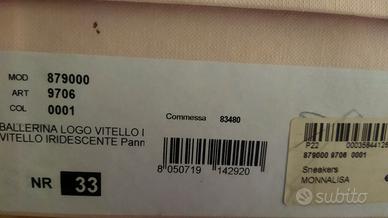 MOD 879000
ART 9706
COL 0001
Commessa 83480
BALLERINA LOGO VITELLO I
VITELLO IRIDESCENTE Pann
8 050719 142920
NR 33
P22 0003584412
879000 9706 0001
Sneakers
MONNALISA
subito